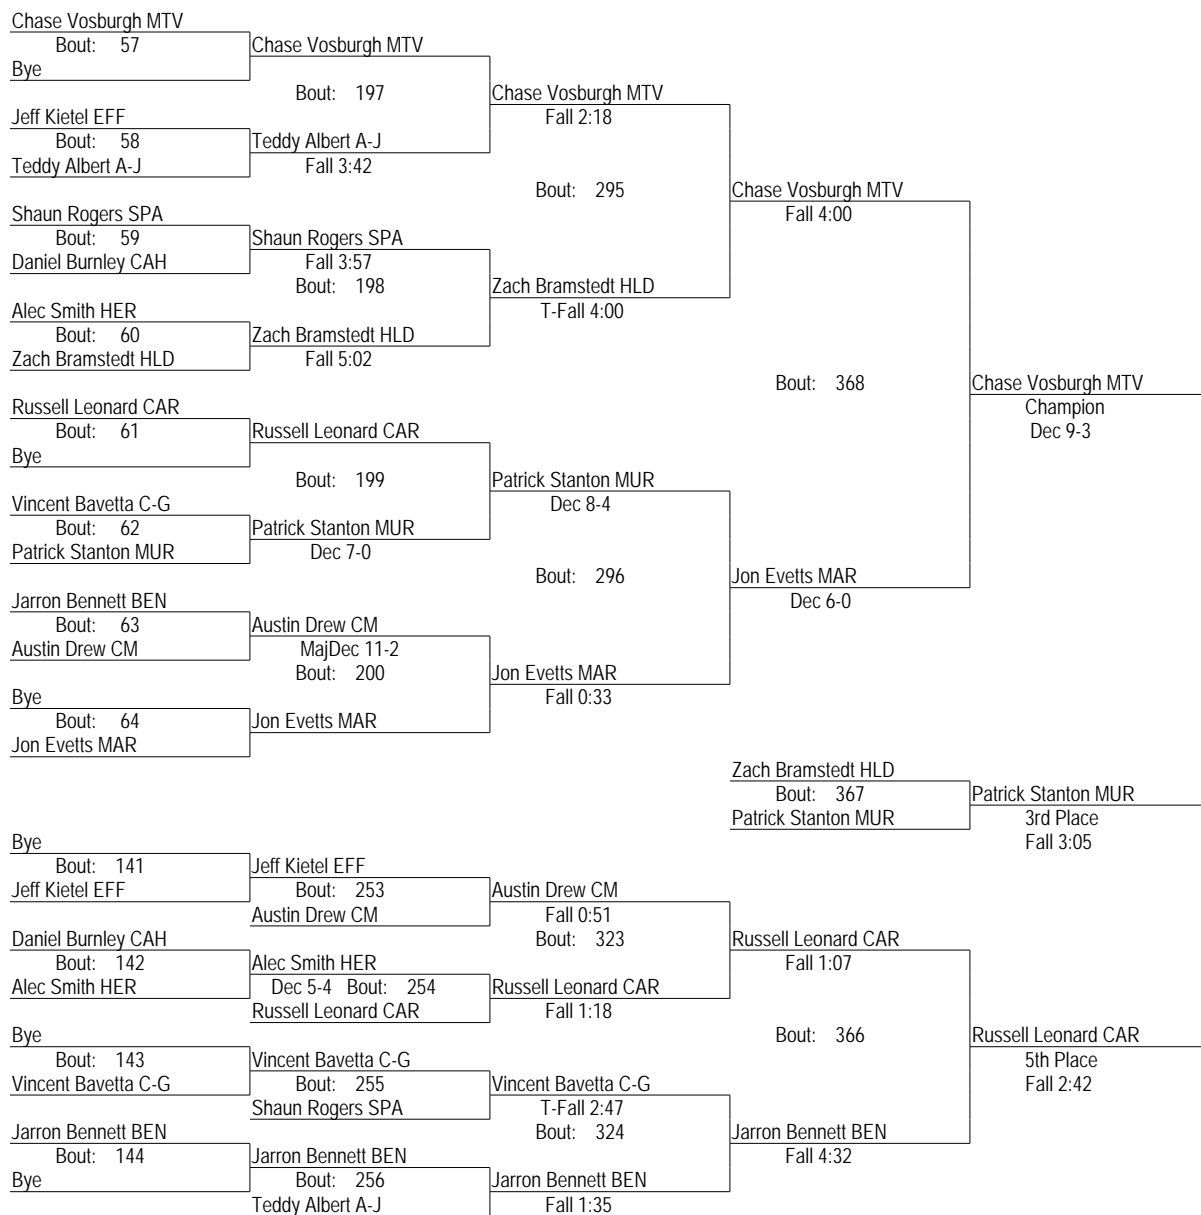 Chase Vosburgh MTV
Bout: 57
Bye
Chase Vosburgh MTV
Bout: 197
Jeff Kietel EFF
Bout: 58
Teddy Albert A-J
Teddy Albert A-J
Fall 3:42
Chase Vosburgh MTV
Fall 2:18
Bout: 295
Shaun Rogers SPA
Bout: 59
Daniel Burnley CAH
Shaun Rogers SPA
Fall 3:57
Bout: 198
Alec Smith HER
Bout: 60
Zach Bramstedt HLD
Zach Bramstedt HLD
Fall 5:02
Zach Bramstedt HLD
T-Fall 4:00
Chase Vosburgh MTV
Fall 4:00
Bout: 368
Chase Vosburgh MTV
Champion
Dec 9-3
Russell Leonard CAR
Bout: 61
Bye
Russell Leonard CAR
Bout: 199
Vincent Bavetta C-G
Bout: 62
Patrick Stanton MUR
Patrick Stanton MUR
Dec 7-0
Patrick Stanton MUR
Dec 8-4
Bout: 296
Jarron Bennett BEN
Bout: 63
Austin Drew CM
Austin Drew CM
MajDec 11-2
Bout: 200
Bye
Bout: 64
Jon Evetts MAR
Jon Evetts MAR
Jon Evetts MAR
Fall 0:33
Jon Evetts MAR
Dec 6-0
Zach Bramstedt HLD
Bout: 367
Patrick Stanton MUR
Patrick Stanton MUR
3rd Place
Fall 3:05
Bye
Bout: 141
Jeff Kietel EFF
Jeff Kietel EFF
Bout: 253
Austin Drew CM
Austin Drew CM
Fall 0:51
Bout: 323
Daniel Burnley CAH
Bout: 142
Alec Smith HER
Alec Smith HER
Dec 5-4 Bout: 254
Russell Leonard CAR
Russell Leonard CAR
Fall 1:18
Russell Leonard CAR
Fall 1:07
Bout: 366
Russell Leonard CAR
5th Place
Fall 2:42
Bye
Bout: 143
Vincent Bavetta C-G
Vincent Bavetta C-G
Bout: 255
Shaun Rogers SPA
Vincent Bavetta C-G
T-Fall 2:47
Bout: 324
Jarron Bennett BEN
Bout: 144
Bye
Jarron Bennett BEN
Bout: 256
Teddy Albert A-J
Jarron Bennett BEN
Fall 1:35
Jarron Bennett BEN
Fall 4:32